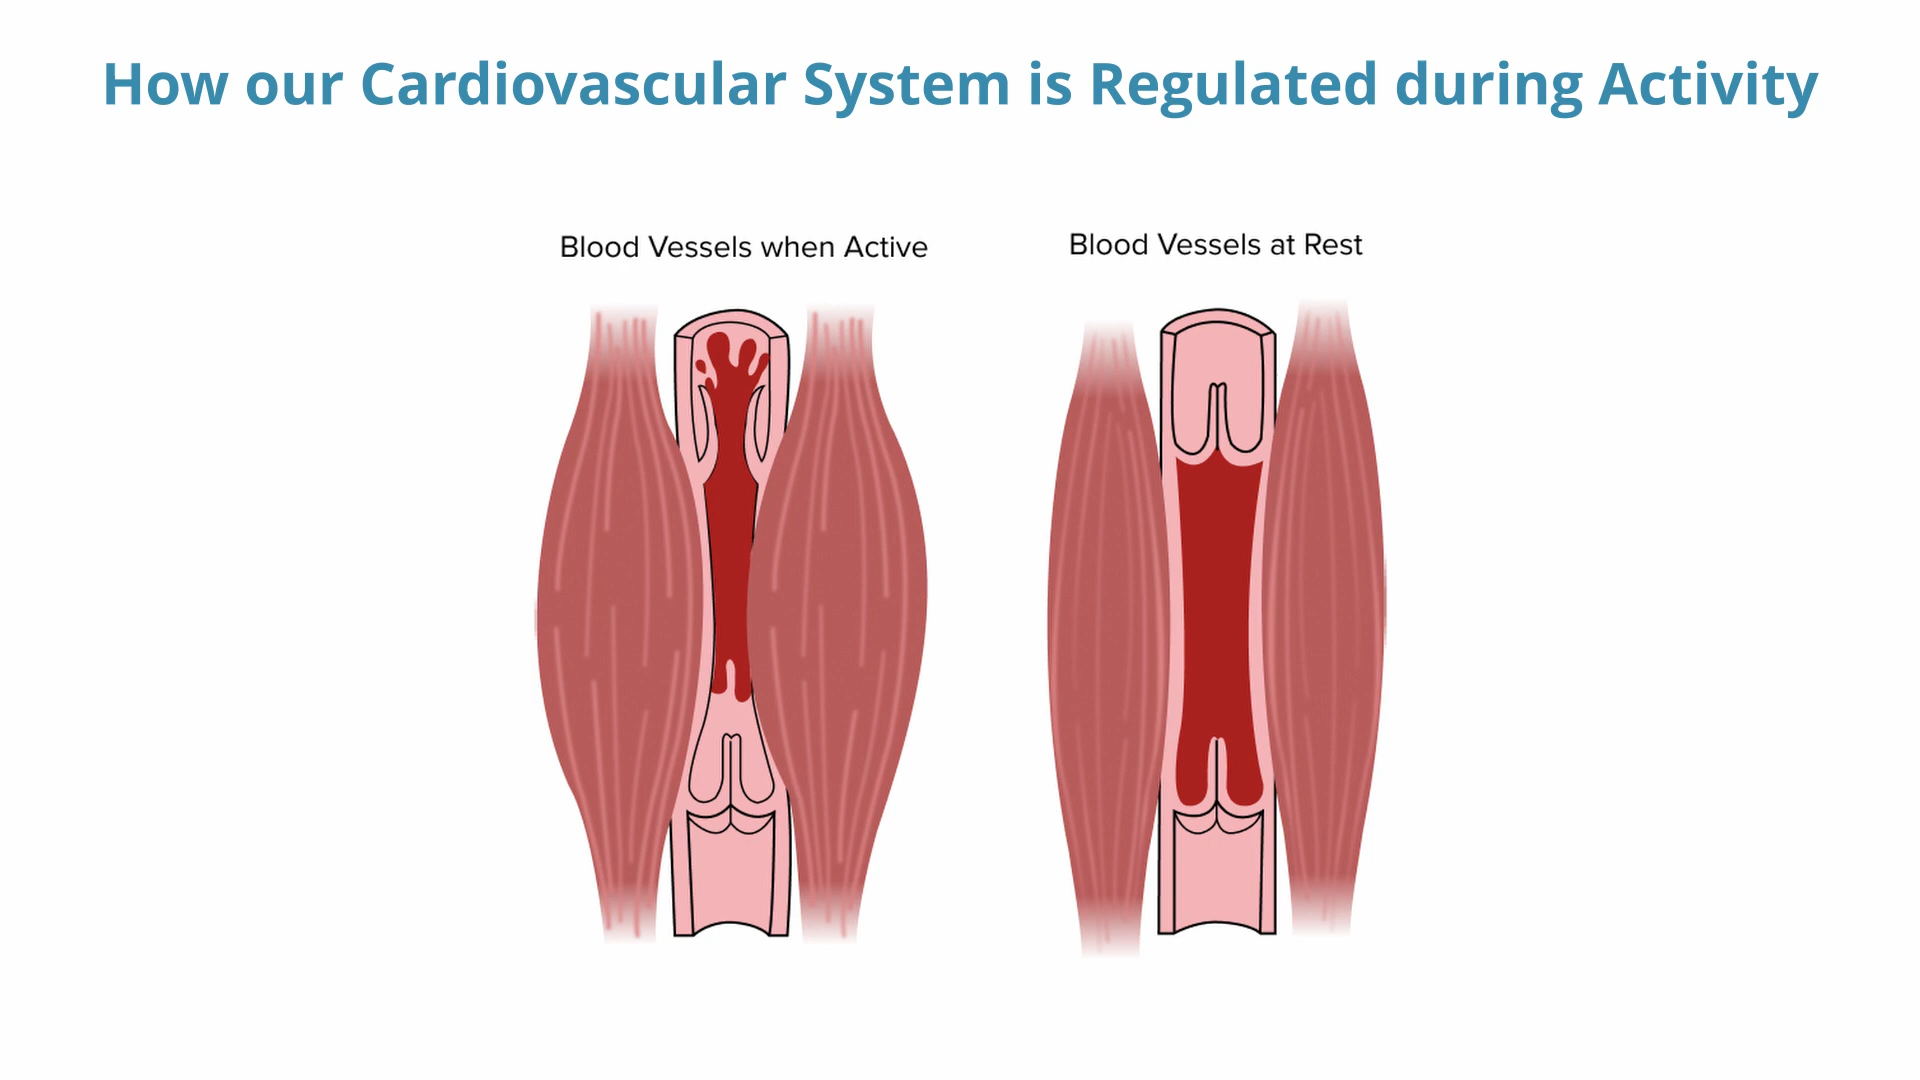 How our Cardiovascular System is Regulated during Activity
Blood Vessels when Active
Blood Vessels at Rest